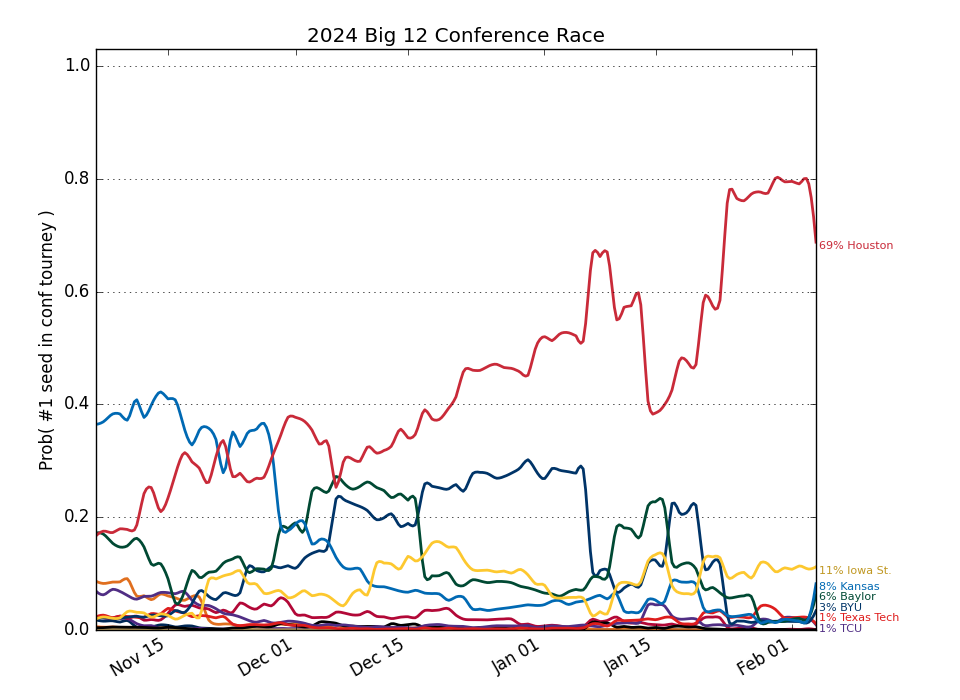 2024 Big 12 Conference Race
Prob( #1 seed in conf tourney )
1.0
0.8
0.6
0.4
0.2
0.0
69% Houston
11% Iowa St.
8% Kansas
6% Baylor
3% BYU
1% Texas Tech
1% TCU
Nov 15
Dec 01
Dec 15
Jan 01
Jan 15
Feb 01